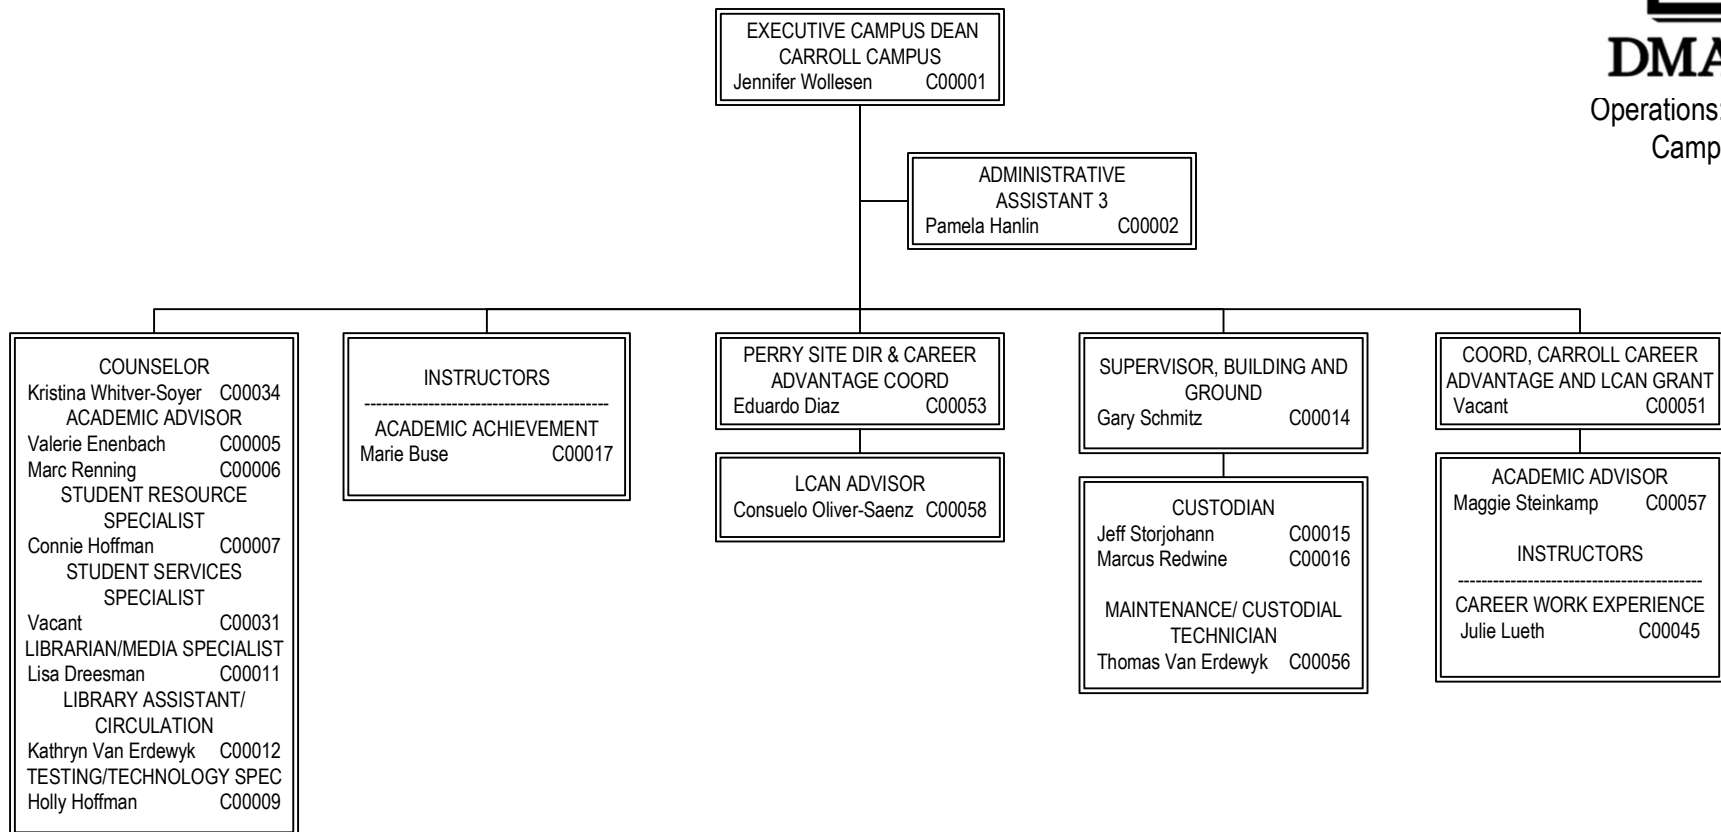 EXECUTIVE CAMPUS DEAN
CARROLL CAMPUS
Jennifer Wollesen C00001
DMA
Operations:
Camp
ADMINISTRATIVE
ASSISTANT 3
Pamela Hanlin C00002
COUNSELOR
Kristina Whitver-Soyer C00034
ACADEMIC ADVISOR
Valerie Enenbach C00005
Marc Renning C00006
STUDENT RESOURCE
SPECIALIST
Connie Hoffman C00007
STUDENT SERVICES
SPECIALIST
Vacant C00031
LIBRARIAN/MEDIA SPECIALIST
Lisa Dreesman C00011
LIBRARY ASSISTANT/
CIRCULATION
Kathryn Van Erdewyk C00012
TESTING/TECHNOLOGY SPEC
Holly Hoffman C00009
INSTRUCTORS
------------------------------------------
ACADEMIC ACHIEVEMENT
Marie Buse C00017
PERRY SITE DIR & CAREER
ADVANTAGE COORD
Eduardo Diaz C00053
LCAN ADVISOR
Consuelo Oliver-Saenz C00058
SUPERVISOR, BUILDING AND
GROUND
Gary Schmitz C00014
CUSTODIAN
Jeff Storjohann C00015
Marcus Redwine C00016
MAINTENANCE/ CUSTODIAL
TECHNICIAN
Thomas Van Erdewyk C00056
COORD, CARROLL CAREER
ADVANTAGE AND LCAN GRANT
Vacant C00051
ACADEMIC ADVISOR
Maggie Steinkamp C00057
INSTRUCTORS
------------------------------------------
CAREER WORK EXPERIENCE
Julie Lueth C00045